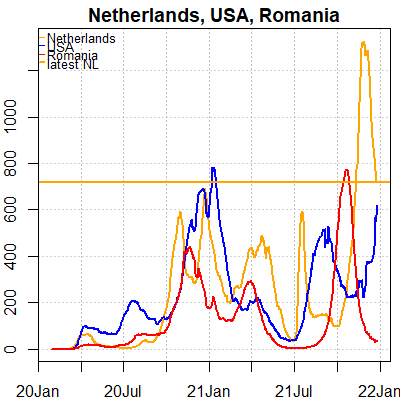 Netherlands, USA, Romania
Netherlands
USA
Romania
latest NL
1000
800
600
400
200
0
20Jan 20Jul 21Jan 21Jul 22Jan